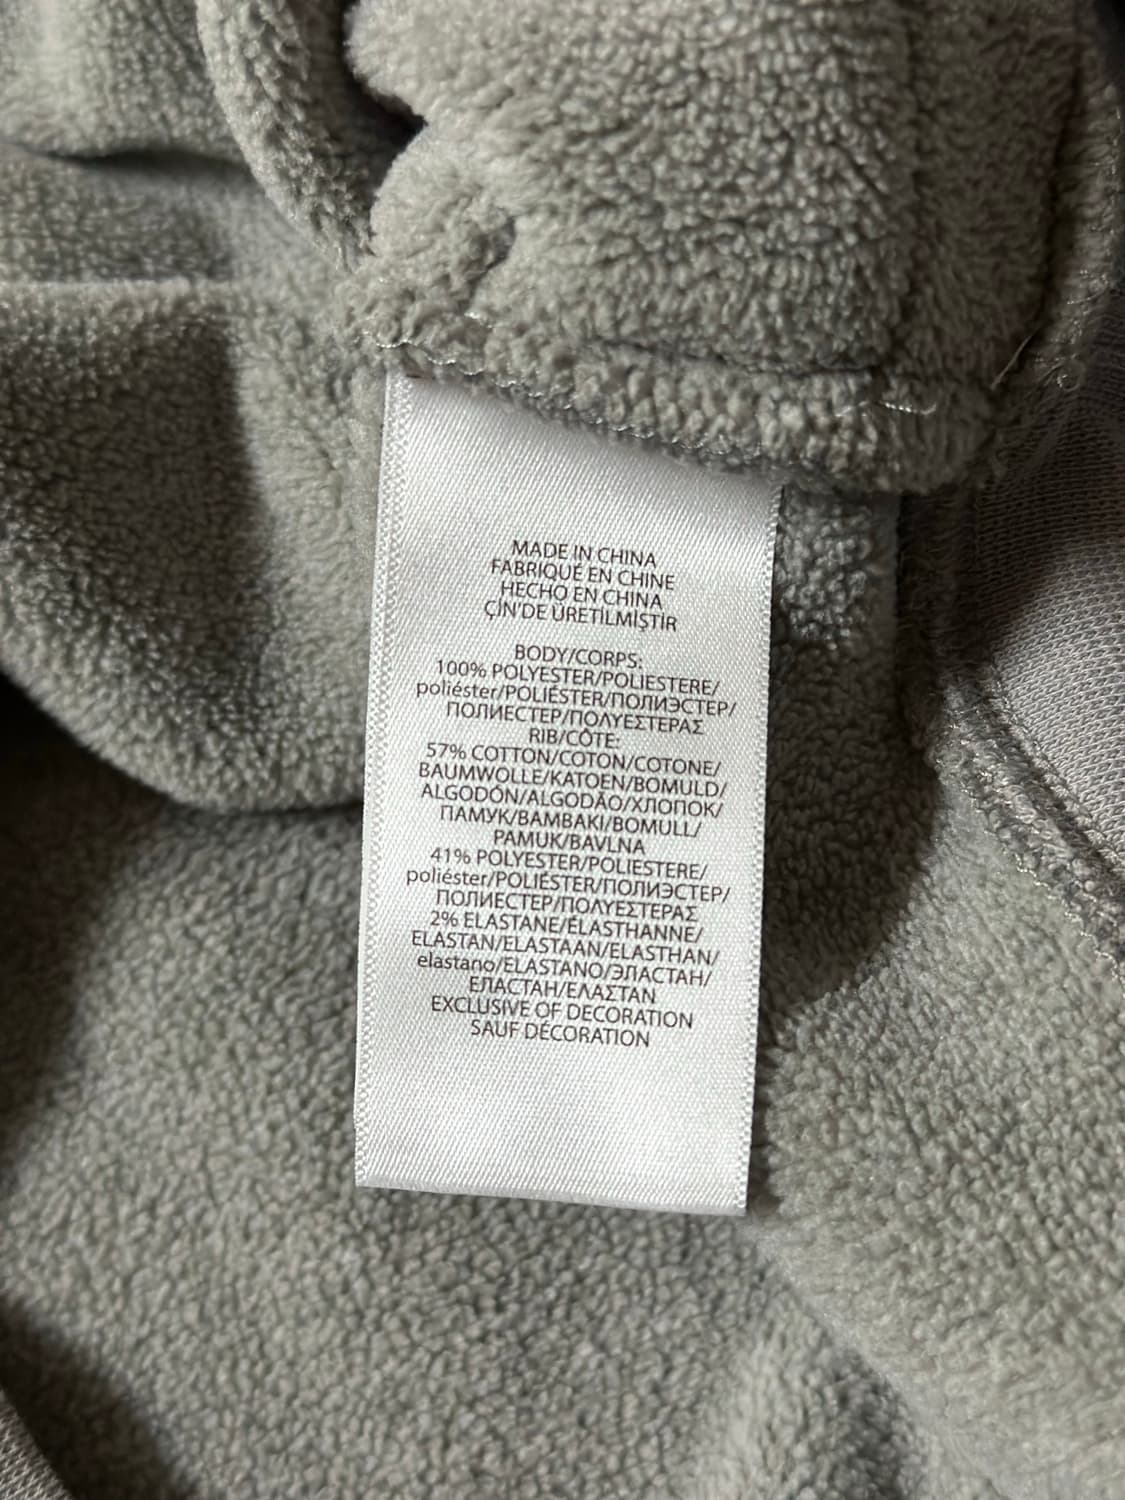 MADE IN CHINA
FABRIQUÉ EN CHINE
HECHO EN CHINA
ÇİN'DE ÜRETİLMİŞTİR
BODY/CORPS:
100% POLYESTER/POLIESTERE/
poliéster/POLIÉSTER/ПОЛИЭСТЕР/
ПОЛИЕСТЕР/ΠΟΛΥΕΣΤΕΡΑΣ
RIB/CÔTE:
57% COTTON/COTON/COTONE/
BAUMWOLLE/KATOEN/BOMULD/
ALGODÓN/ALGODÃO/ХЛОПОК/
ПАМУК/ΒΑΜΒΑΚΙ/BOMULL/
PAMUK/BAVLNA
41% POLYESTER/POLIESTERE/
poliéster/POLIÉSTER/ПОЛИЭСТЕР/
ПОЛИЕСТЕР/ΠΟΛΥΕΣΤΕΡΑΣ
2% ELASTANE/ÉLASTHANNE/
ELASTAN/ELASTAAN/ELASTHAN/
elastano/ELASTANO/ЭЛАСТАН/
ЕЛАСТАН/ΕΛΑΣΤΑΝ
EXCLUSIVE OF DECORATION
SAUF DÉCORATION